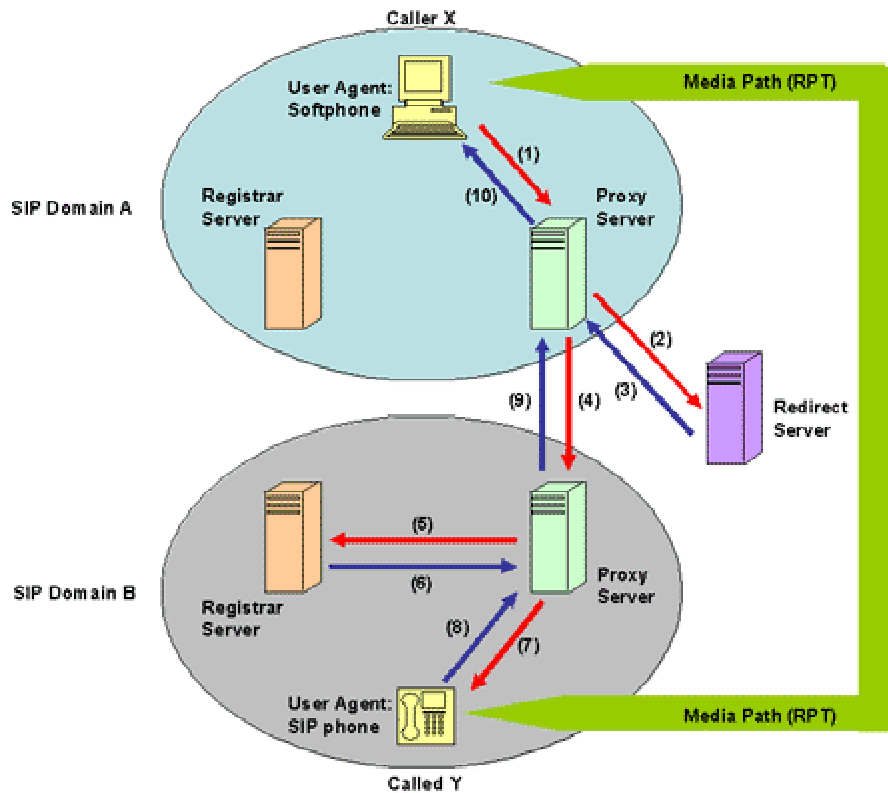 Caller X
User Agent:
Softphone
Media Path (RPT)
(1)
(10)
Registrar
Server
Proxy
Server
SIP Domain A
(2)
(3)
(9)
(4)
Redirect
Server
(5)
(6)
SIP Domain B
Registrar
Server
Proxy
Server
(8)
(7)
User Agent:
SIP phone
Media Path (RPT)
Called Y